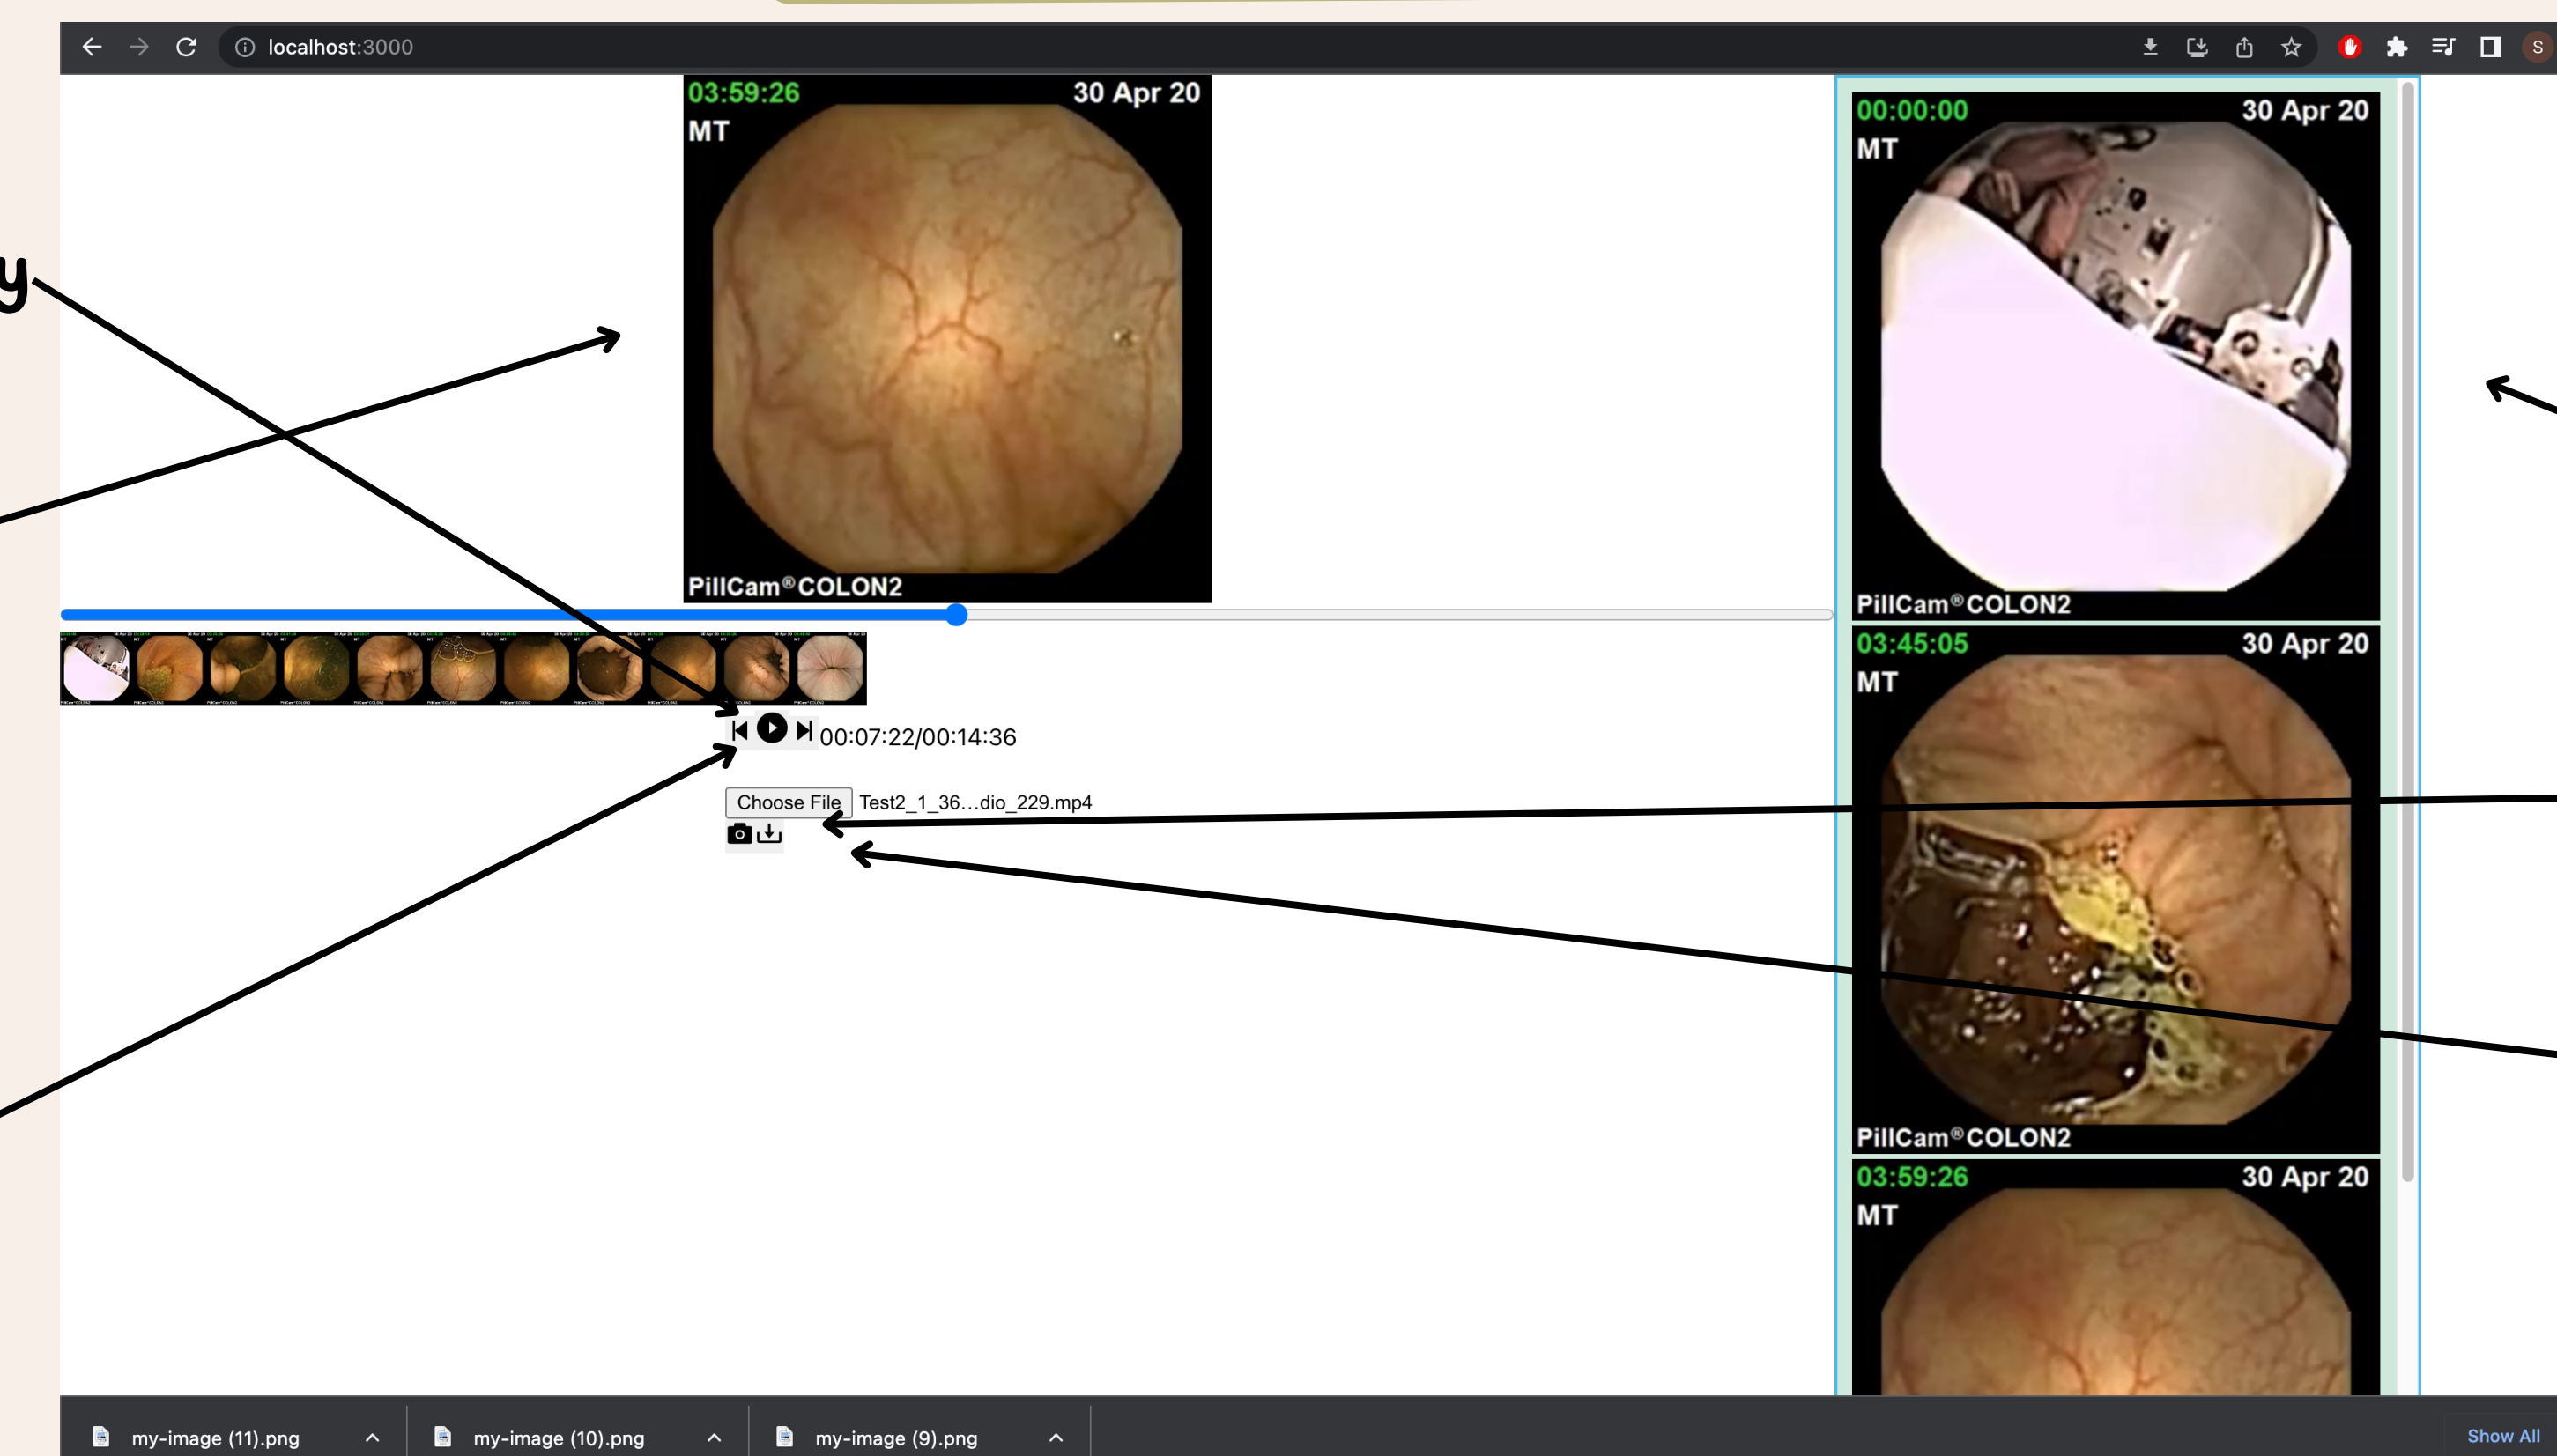 localhost:3000
S
03:59:26 30 Apr 20
MT
PillCam®COLON2
y
00:07:22/00:14:36
Choose File Test2_1_36...dio_229.mp4
00:00:00 30 Apr 20
MT
PillCam®COLON2
03:45:05 30 Apr 20
MT
PillCam®COLON2
03:59:26 30 Apr 20
MT
my-image (11).png
my-image (10).png
my-image (9).png
Show All